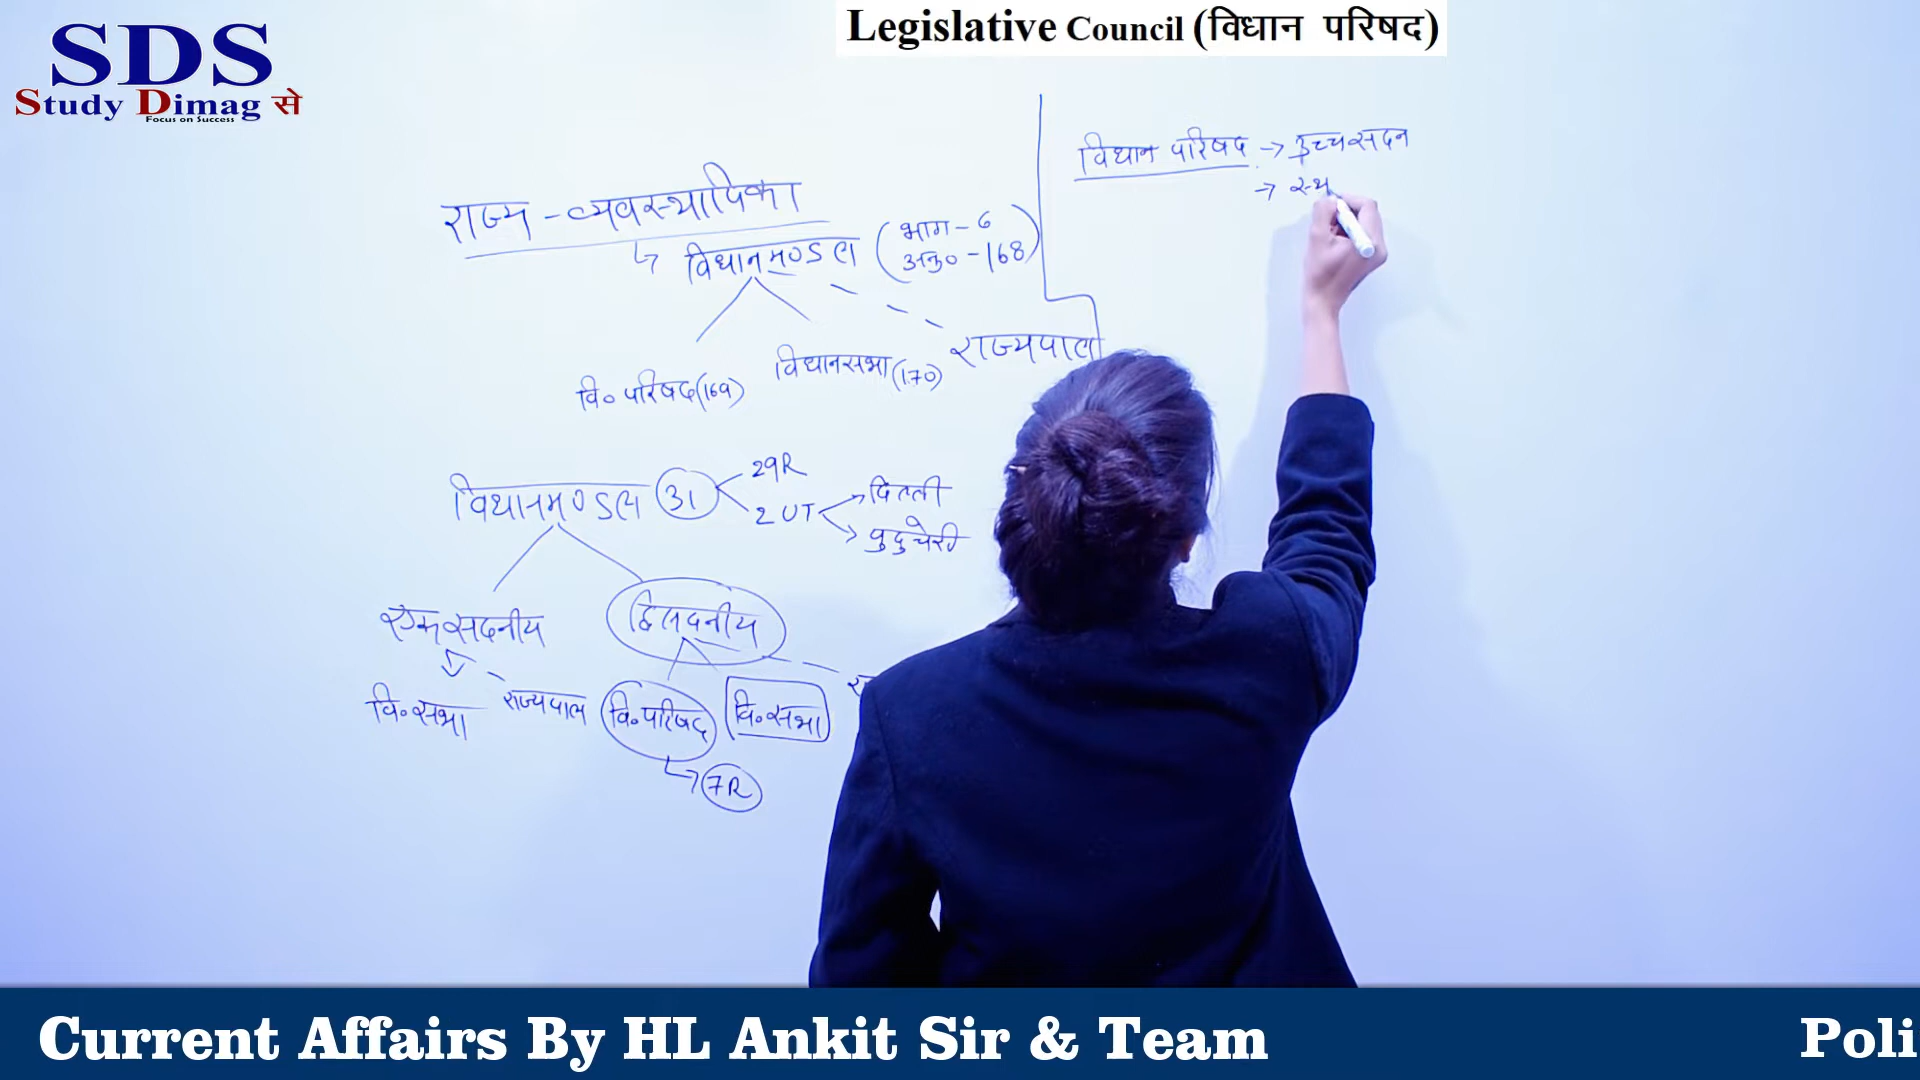 SDS
Study Dimag से
Focus on Success
Legislative Council (विधान परिषद)
राज्य - व्यवस्थापिका
↳ विधानमण्डल (भाग - 6
अनु० - 168)
वि० परिषद (169) विधानसभा (170) राज्यपाल
विधानमण्डल 31
29R
2 UT
दिल्ली
पुदुचेरी
एकसदनीय द्विसदनीय
वि० सभा राज्यपाल वि० परिषद वि० सभा
↳ 7R
विधान परिषद → उच्च सदन
→ स्थ
Current Affairs By HL Ankit Sir & Team
Poli